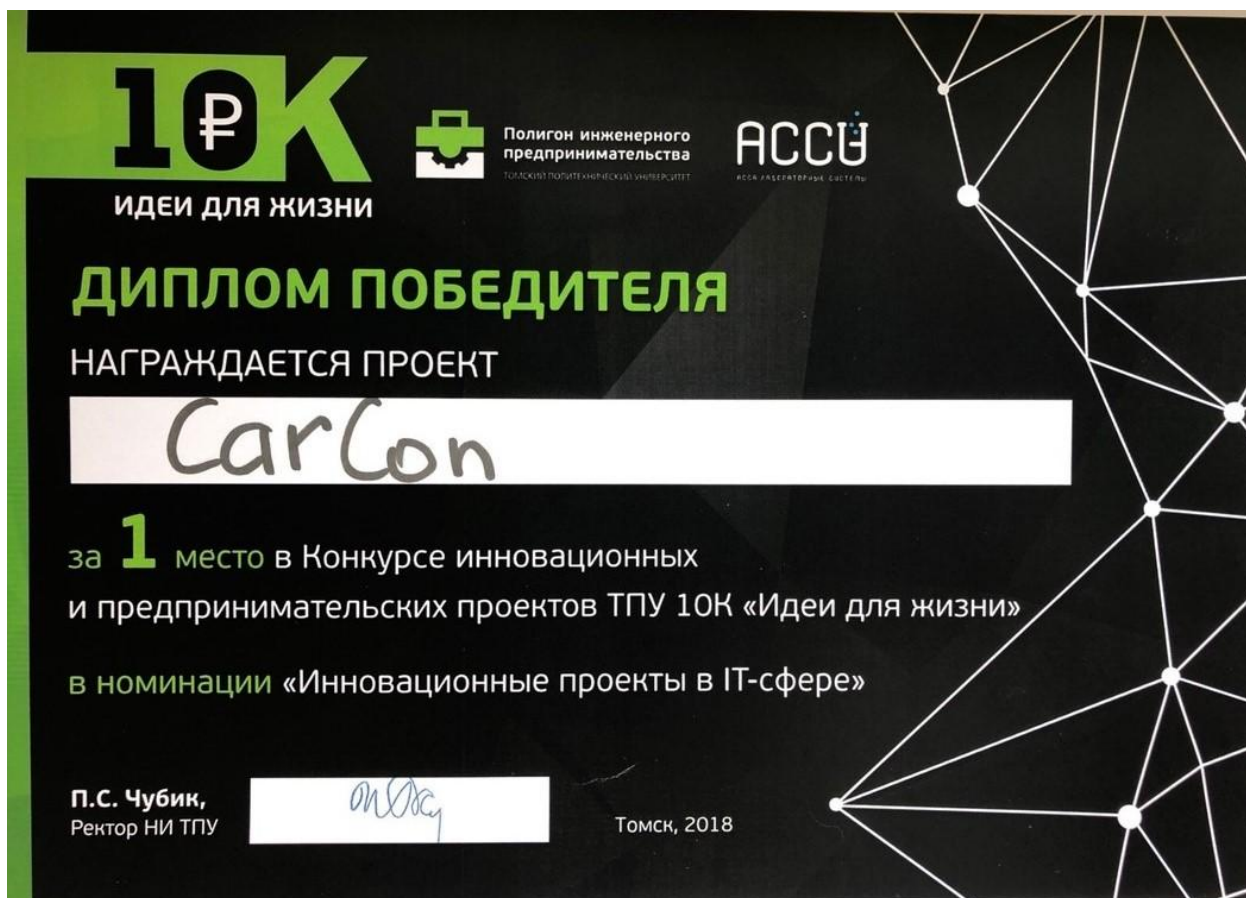 10К
ИДЕИ ДЛЯ ЖИЗНИ
Полигон инженерного
предпринимательства
ТОМСКИЙ ПОЛИТЕХНИЧЕСКИЙ УНИВЕРСИТЕТ
АССИ
ДИПЛОМ ПОБЕДИТЕЛЯ
НАГРАЖДАЕТСЯ ПРОЕКТ
CarCon
за 1 место в Конкурсе инновационных
и предпринимательских проектов ТПУ 10К «Идеи для жизни»
в номинации «Инновационные проекты в IT-сфере»
П.С. Чубик,
Ректор НИ ТПУ
Томск, 2018